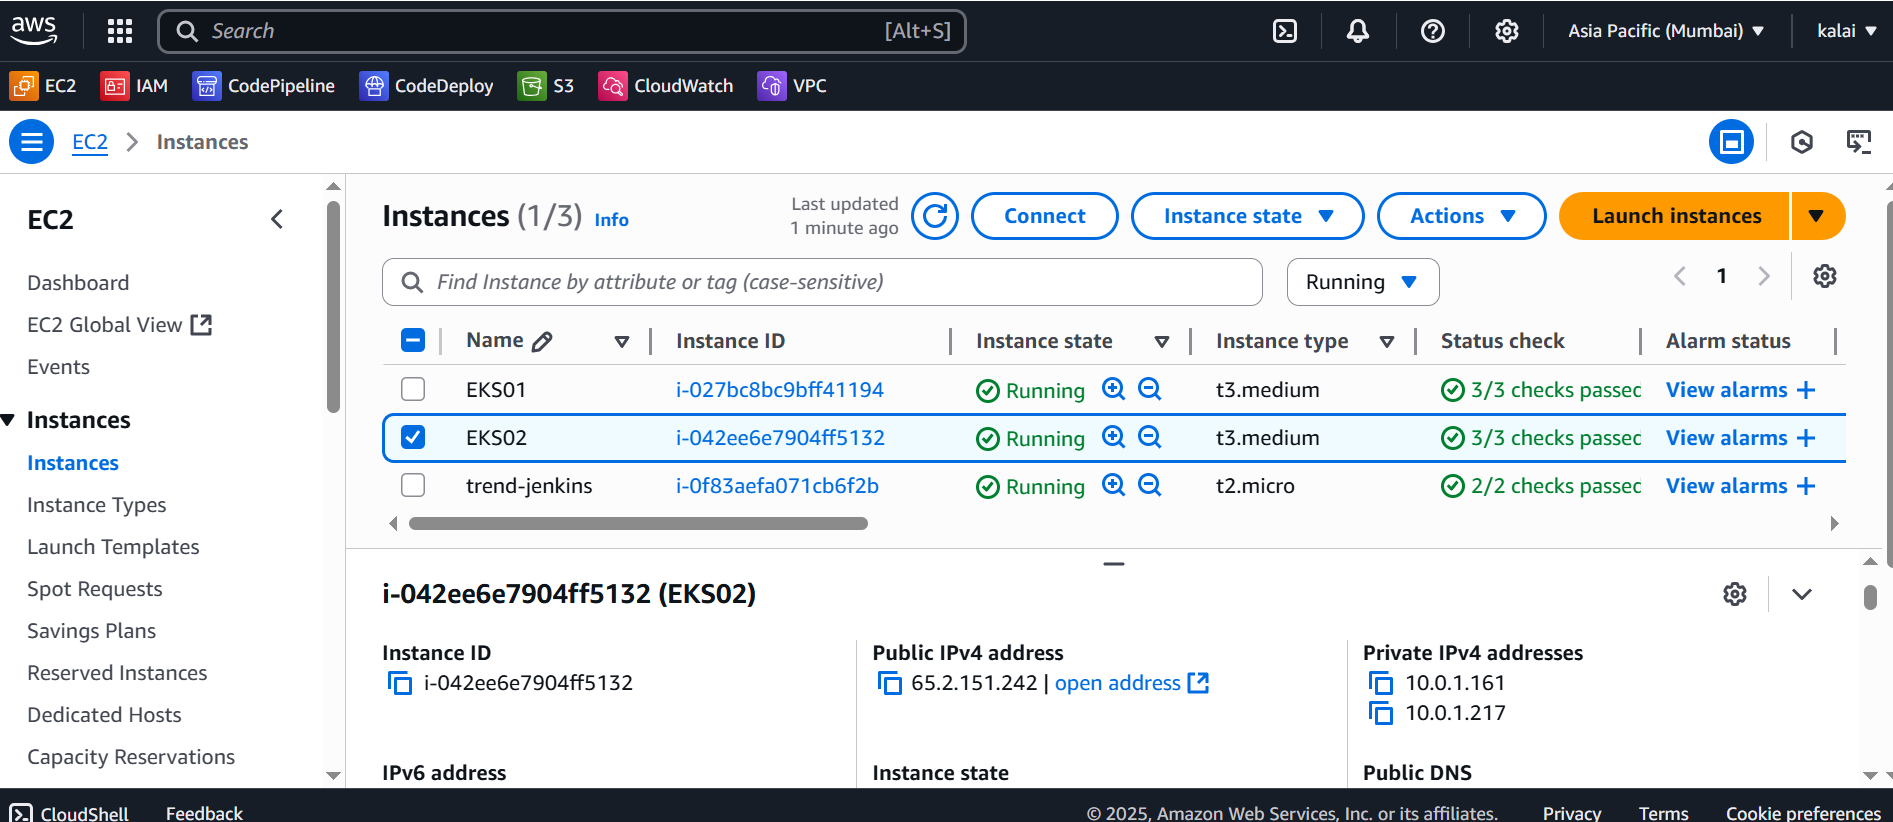 aws Search [Alt+S] Asia Pacific (Mumbai) kalai
EC2 IAM CodePipeline CodeDeploy S3 CloudWatch VPC
EC2 Instances
EC2
Dashboard
EC2 Global View
Events
Instances
Instances
Instance Types
Launch Templates
Spot Requests
Savings Plans
Reserved Instances
Dedicated Hosts
Capacity Reservations
Instances (1/3) Info
Last updated
1 minute ago
Connect Instance state Actions Launch instances
Find Instance by attribute or tag (case-sensitive) Running 1
Name Instance ID Instance state Instance type Status check Alarm status
EKS01 i-027bc8bc9bff41194 Running t3.medium 3/3 checks passed View alarms +
EKS02 i-042ee6e7904ff5132 Running t3.medium 3/3 checks passed View alarms +
trend-jenkins i-0f83aefa071cb6f2b Running t2.micro 2/2 checks passed View alarms +
i-042ee6e7904ff5132 (EKS02)
Instance ID
i-042ee6e7904ff5132
Public IPv4 address
65.2.151.242 | open address
Private IPv4 addresses
10.0.1.161
10.0.1.217
IPv6 address
Instance state
Public DNS
CloudShell Feedback © 2025, Amazon Web Services, Inc. or its affiliates. Privacy Terms Cookie preferences